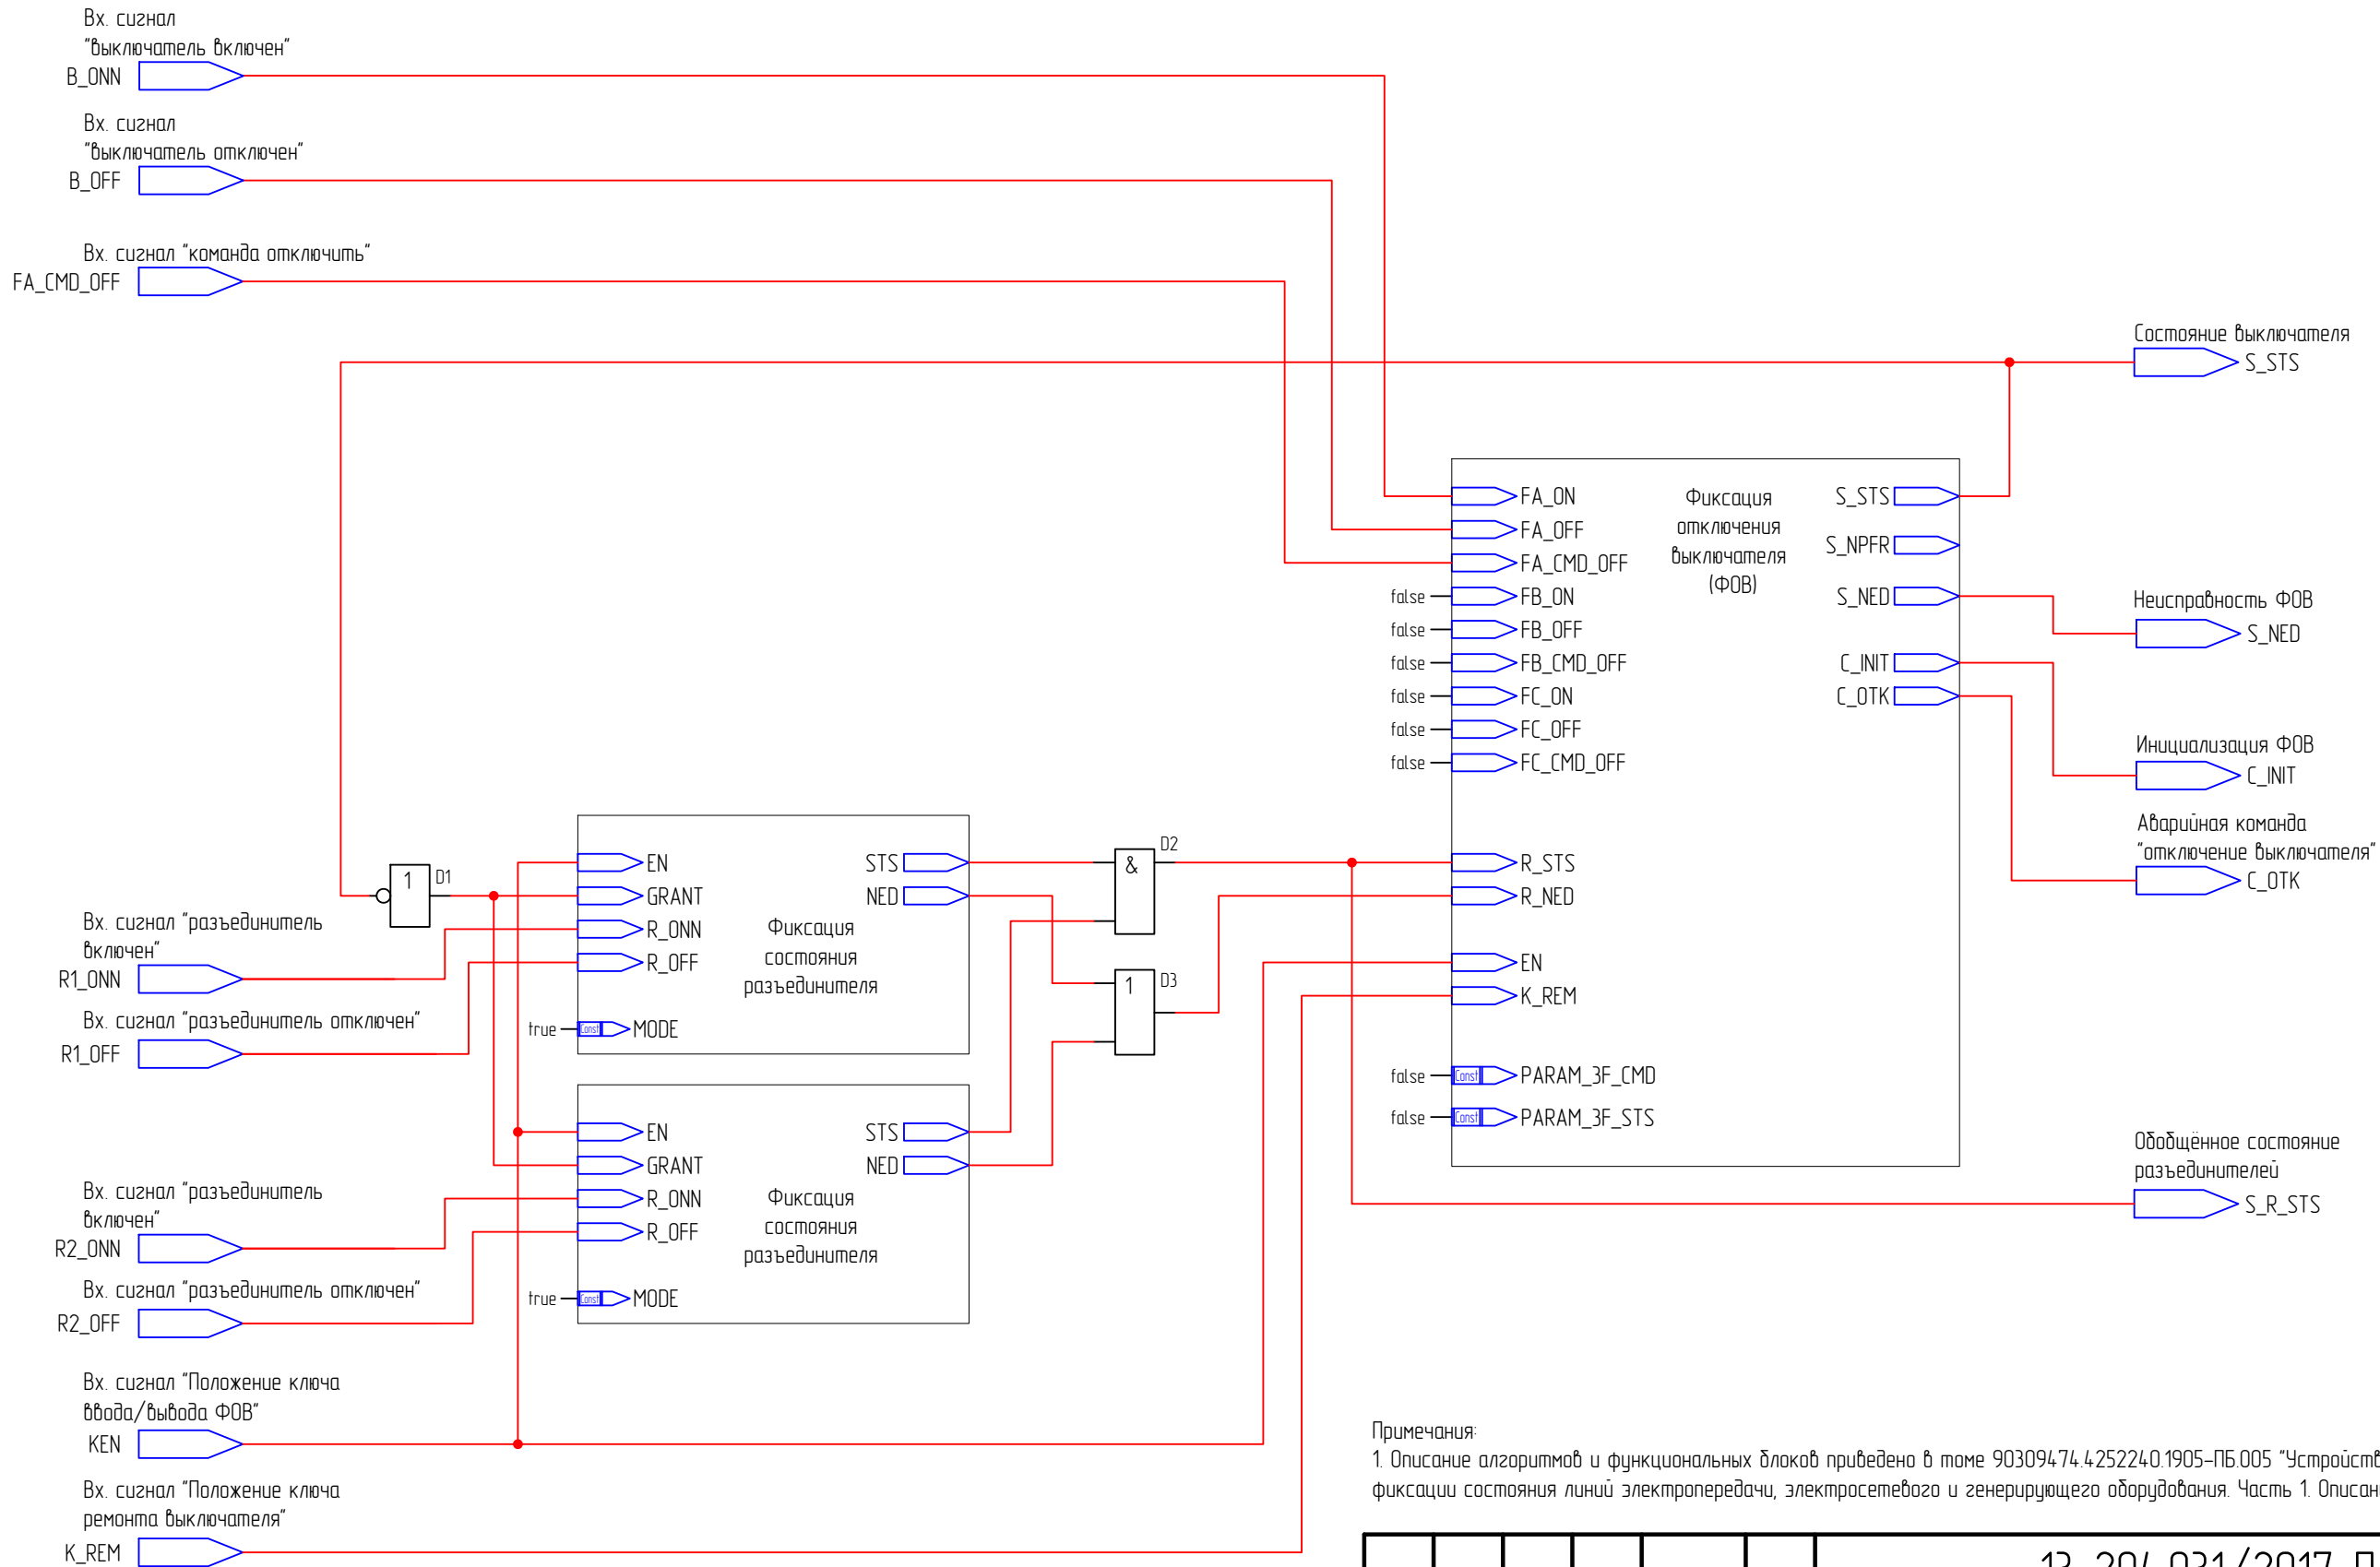 Вх. сигнал
"выключатель включен"
B_ONN
Вх. сигнал
"выключатель отключен"
B_OFF
Вх. сигнал "команда отключить"
FA_CMD_OFF
Состояние выключателя
S_STS
FA_ON
FA_OFF
FA_CMD_OFF
false FB_ON
false FB_OFF
false FB_CMD_OFF
false FC_ON
false FC_OFF
false FC_CMD_OFF
R_STS
R_NED
EN
K_REM
false Const PARAM_3F_CMD
false Const PARAM_3F_STS
Фиксация
отключения
выключателя
(ФОВ)
S_STS
S_NPFR
S_NED
C_INIT
C_OTK
Неисправность ФОВ
S_NED
Инициализация ФОВ
C_INIT
Аварийная команда
"отключение выключателя"
C_OTK
Обобщённое состояние
разъединителей
S_R_STS
1 D1
EN
GRANT
R_ONN
R_OFF
true Const MODE
STS
NED
Фиксация
состояния
разъединителя
& D2
1 D3
Вх. сигнал "разъединитель
включен"
R1_ONN
Вх. сигнал "разъединитель отключен"
R1_OFF
EN
GRANT
R_ONN
R_OFF
true Const MODE
STS
NED
Фиксация
состояния
разъединителя
Вх. сигнал "разъединитель
включен"
R2_ONN
Вх. сигнал "разъединитель отключен"
R2_OFF
Вх. сигнал "Положение ключа
ввода/вывода ФОВ"
KEN
Вх. сигнал "Положение ключа
ремонта выключателя"
K_REM
Примечания:
1. Описание алгоритмов и функциональных блоков приведено в томе 90309474.4252240.1905-ПБ.005 "Устройств
фиксации состояния линий электропередачи, электросетевого и генерирующего оборудования. Часть 1. Описан